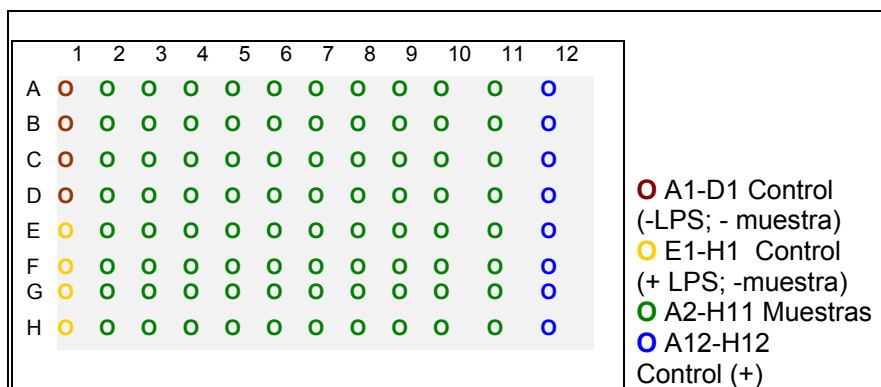 1 2 3 4 5 6 7 8 9 10 11 12
A O O O O O O O O O O O O
B O O O O O O O O O O O O
C O O O O O O O O O O O O
D O O O O O O O O O O O O
E O O O O O O O O O O O O
F O O O O O O O O O O O O
G O O O O O O O O O O O O
H O O O O O O O O O O O O
O A1-D1 Control
(-LPS; - muestra)
O E1-H1 Control
(+ LPS; -muestra)
O A2-H11 Muestras
O A12-H12
Control (+)